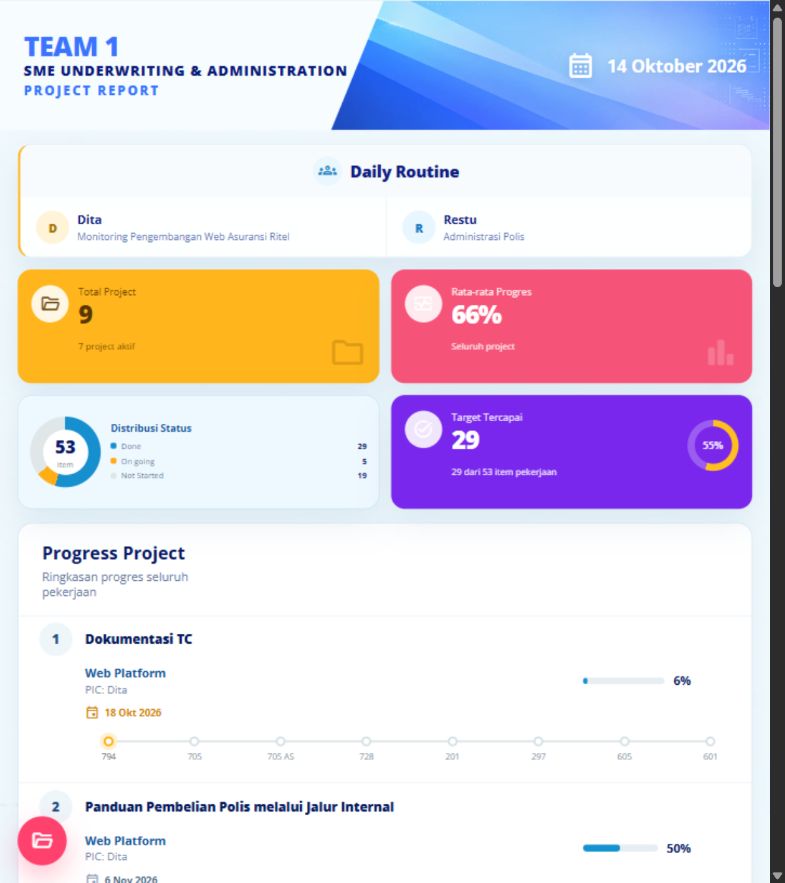 TEAM 1
SME UNDERWRITING & ADMINISTRATION
PROJECT REPORT
14 Oktober 2026
Daily Routine
D
Dita
Monitoring Pengembangan Web Asuransi Ritel
R
Restu
Administrasi Polis
Total Project
9
7 project aktif
Rata-rata Progres
66%
Seluruh project
53
item
Distribusi Status
Done 29
On going 5
Not Started 19
Target Tercapai
29
29 dari 53 item pekerjaan
55%
Progress Project
Ringkasan progres seluruh
pekerjaan
1 Dokumentasi TC
Web Platform
PIC: Dita
6%
18 Okt 2026
794 705 705 AS 728 201 297 605 601
2 Panduan Pembelian Polis melalui Jalur Internal
Web Platform
PIC: Dita
50%
6 Nov 2026